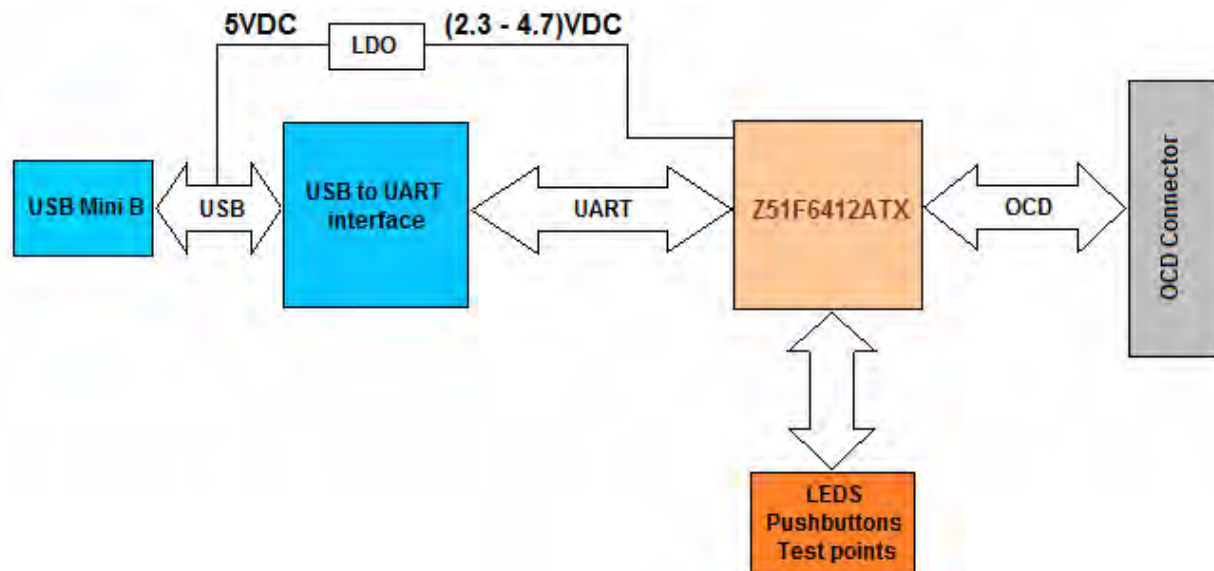 5VDC
LDO
(2.3 - 4.7)VDC
USB Mini B
USB
USB to UART
interface
UART
Z51F6412ATX
OCD
OCD Connector
LEDS
Pushbuttons
Test points